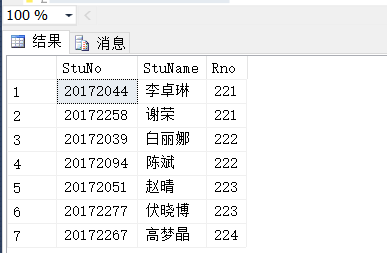 100 %
结果 消息
StuNo StuName Rno
1 20172044 李卓琳 221
2 20172258 谢荣 221
3 20172039 白丽娜 222
4 20172094 陈斌 222
5 20172051 赵晴 223
6 20172277 伏晓博 223
7 20172267 高梦晶 224